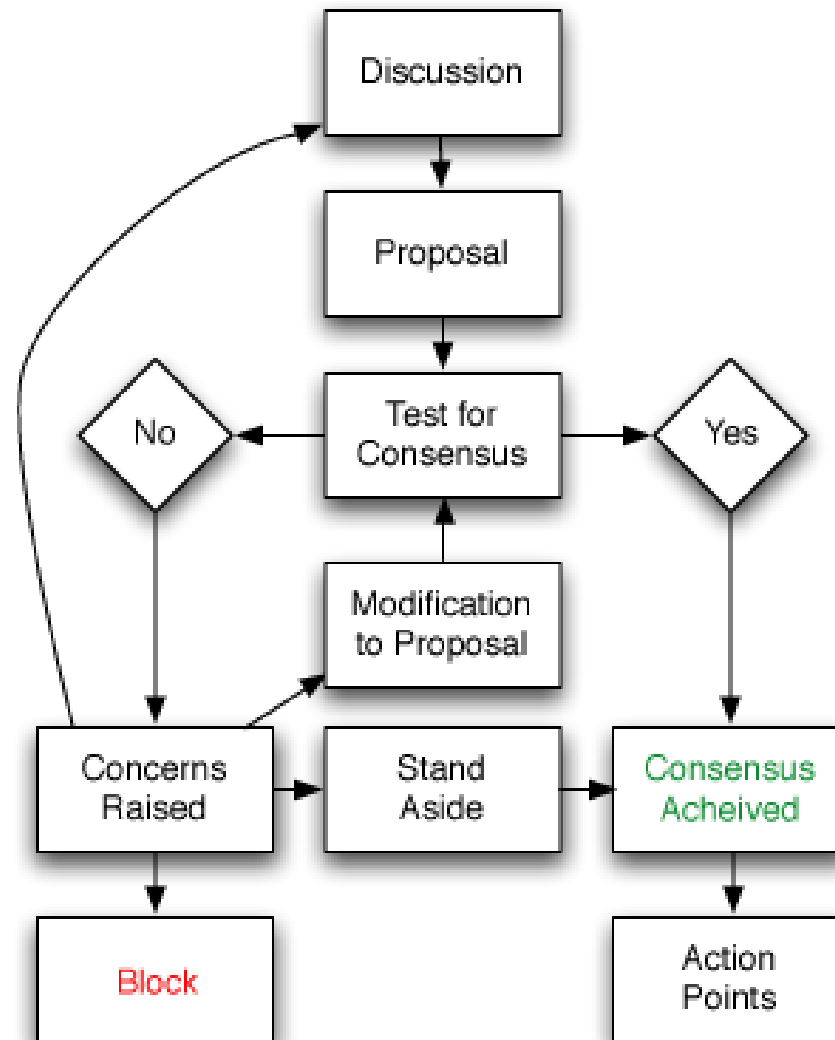 Discussion
Proposal
No
Test for
Consensus
Yes
Modification
to Proposal
Concerns
Raised
Stand
Aside
Consensus
Acheived
Block
Action
Points